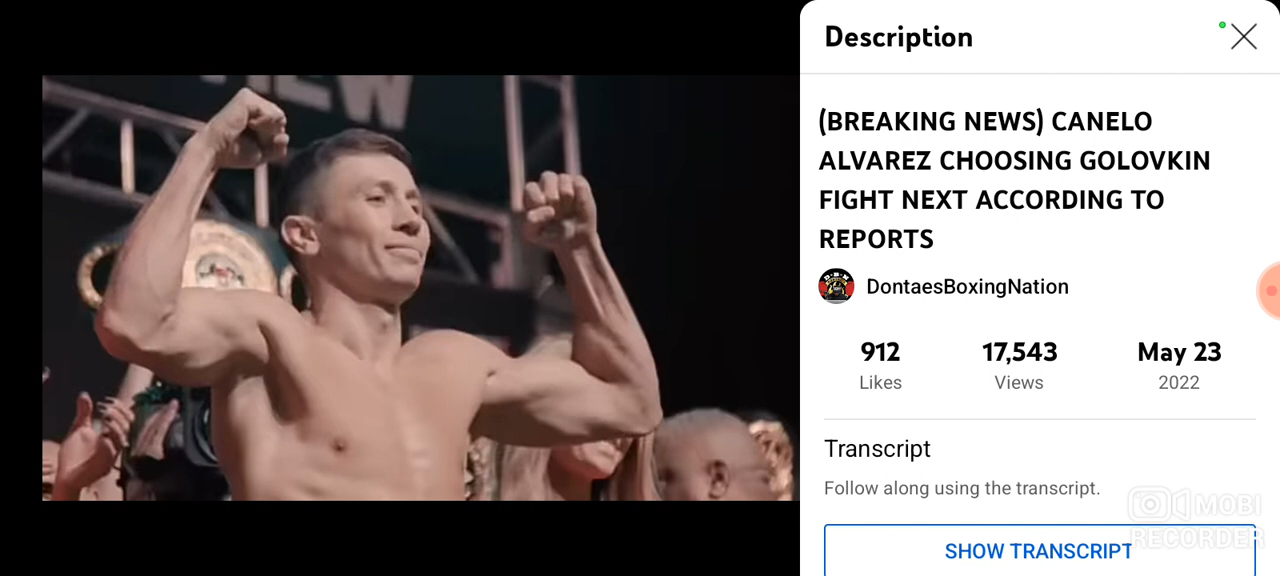 Description
(BREAKING NEWS) CANELO
ALVAREZ CHOOSING GOLOVKIN
FIGHT NEXT ACCORDING TO
REPORTS
DontaesBoxingNation
912 17,543 May 23
Likes Views 2022
Transcript
Follow along using the transcript.
MOBI
RECORDER
SHOW TRANSCRIPT